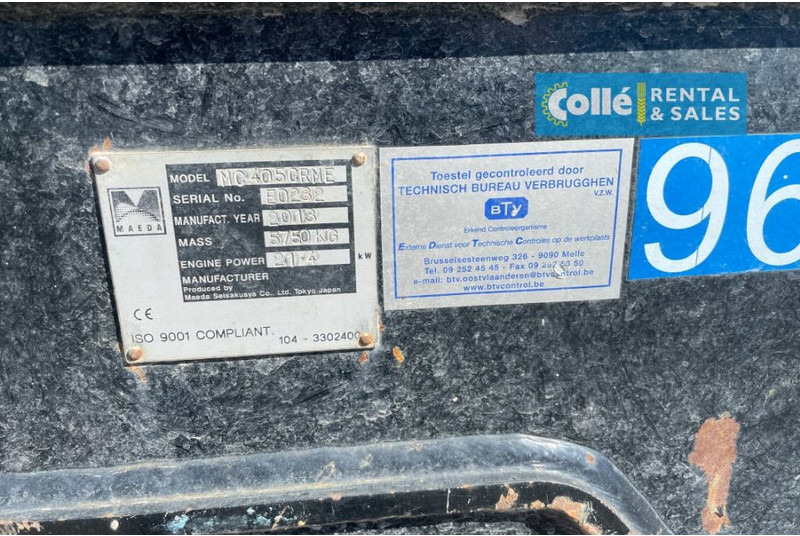 Collé RENTAL & SALES
MAEDA
MODEL MC405CRME
SERIAL No. E0232
MANUFACT. YEAR 2013
MASS 5750 KG
ENGINE POWER 21.4 kW
MANUFACTURER
Produced by
Maeda Seisakusyo Co., Ltd. Tokyo Japan
CE
ISO 9001 COMPLIANT.
104 - 3302400
Toestel gecontroleerd door
TECHNISCH BUREAU VERBRUGGHEN
v.z.w.
BTV
Erkend Controleorganisme
Externe Dienst voor Technische Controles op de werkplaats
Brusselsesteenweg 326 - 9090 Melle
Tel. 09 252 45 45 - Fax 09 252 50
e-mail: btv.oostvlaanderen@btvcontrol.be
www.btvcontrol.be
96